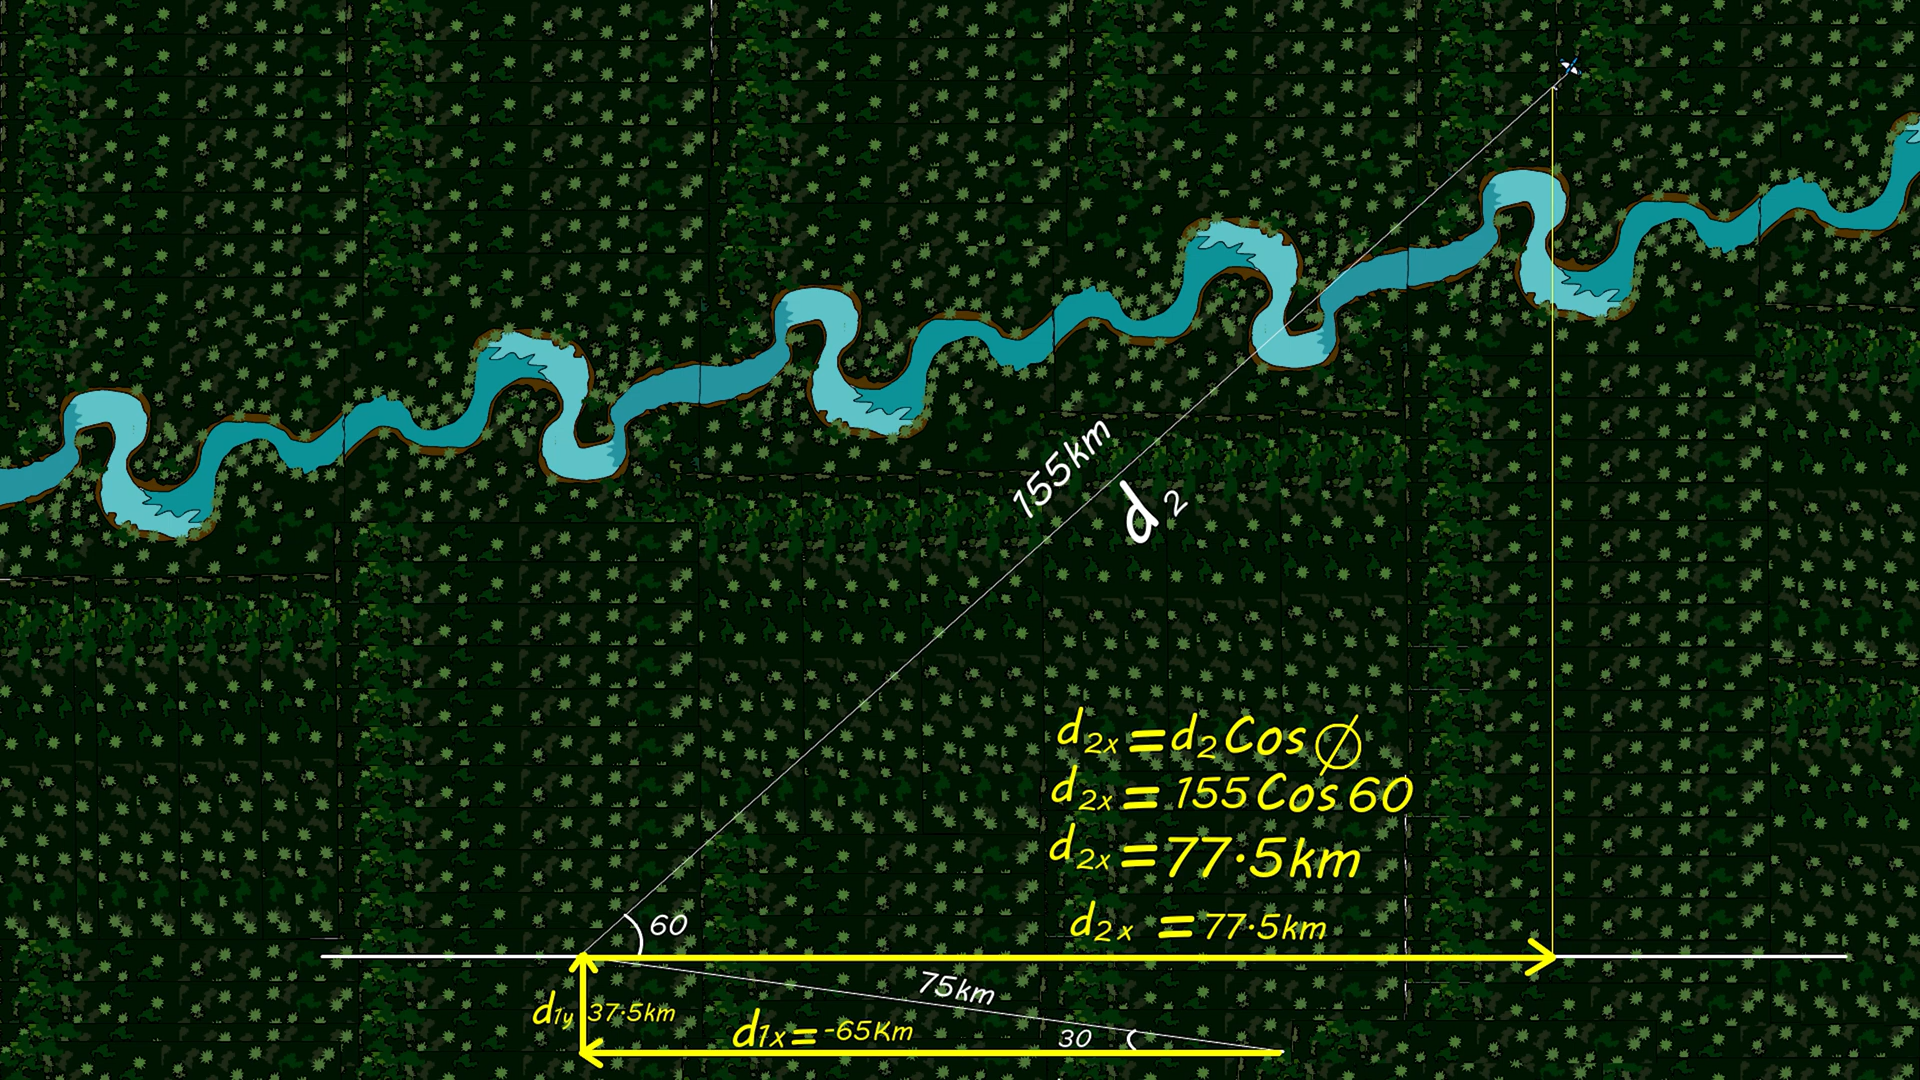 155km
d2
d2x = d2 Cos ∅
d2x = 155 Cos 60
d2x = 77.5km
d2x = 77.5km
60
75km
d1y 37.5km
d1x = -65Km
30